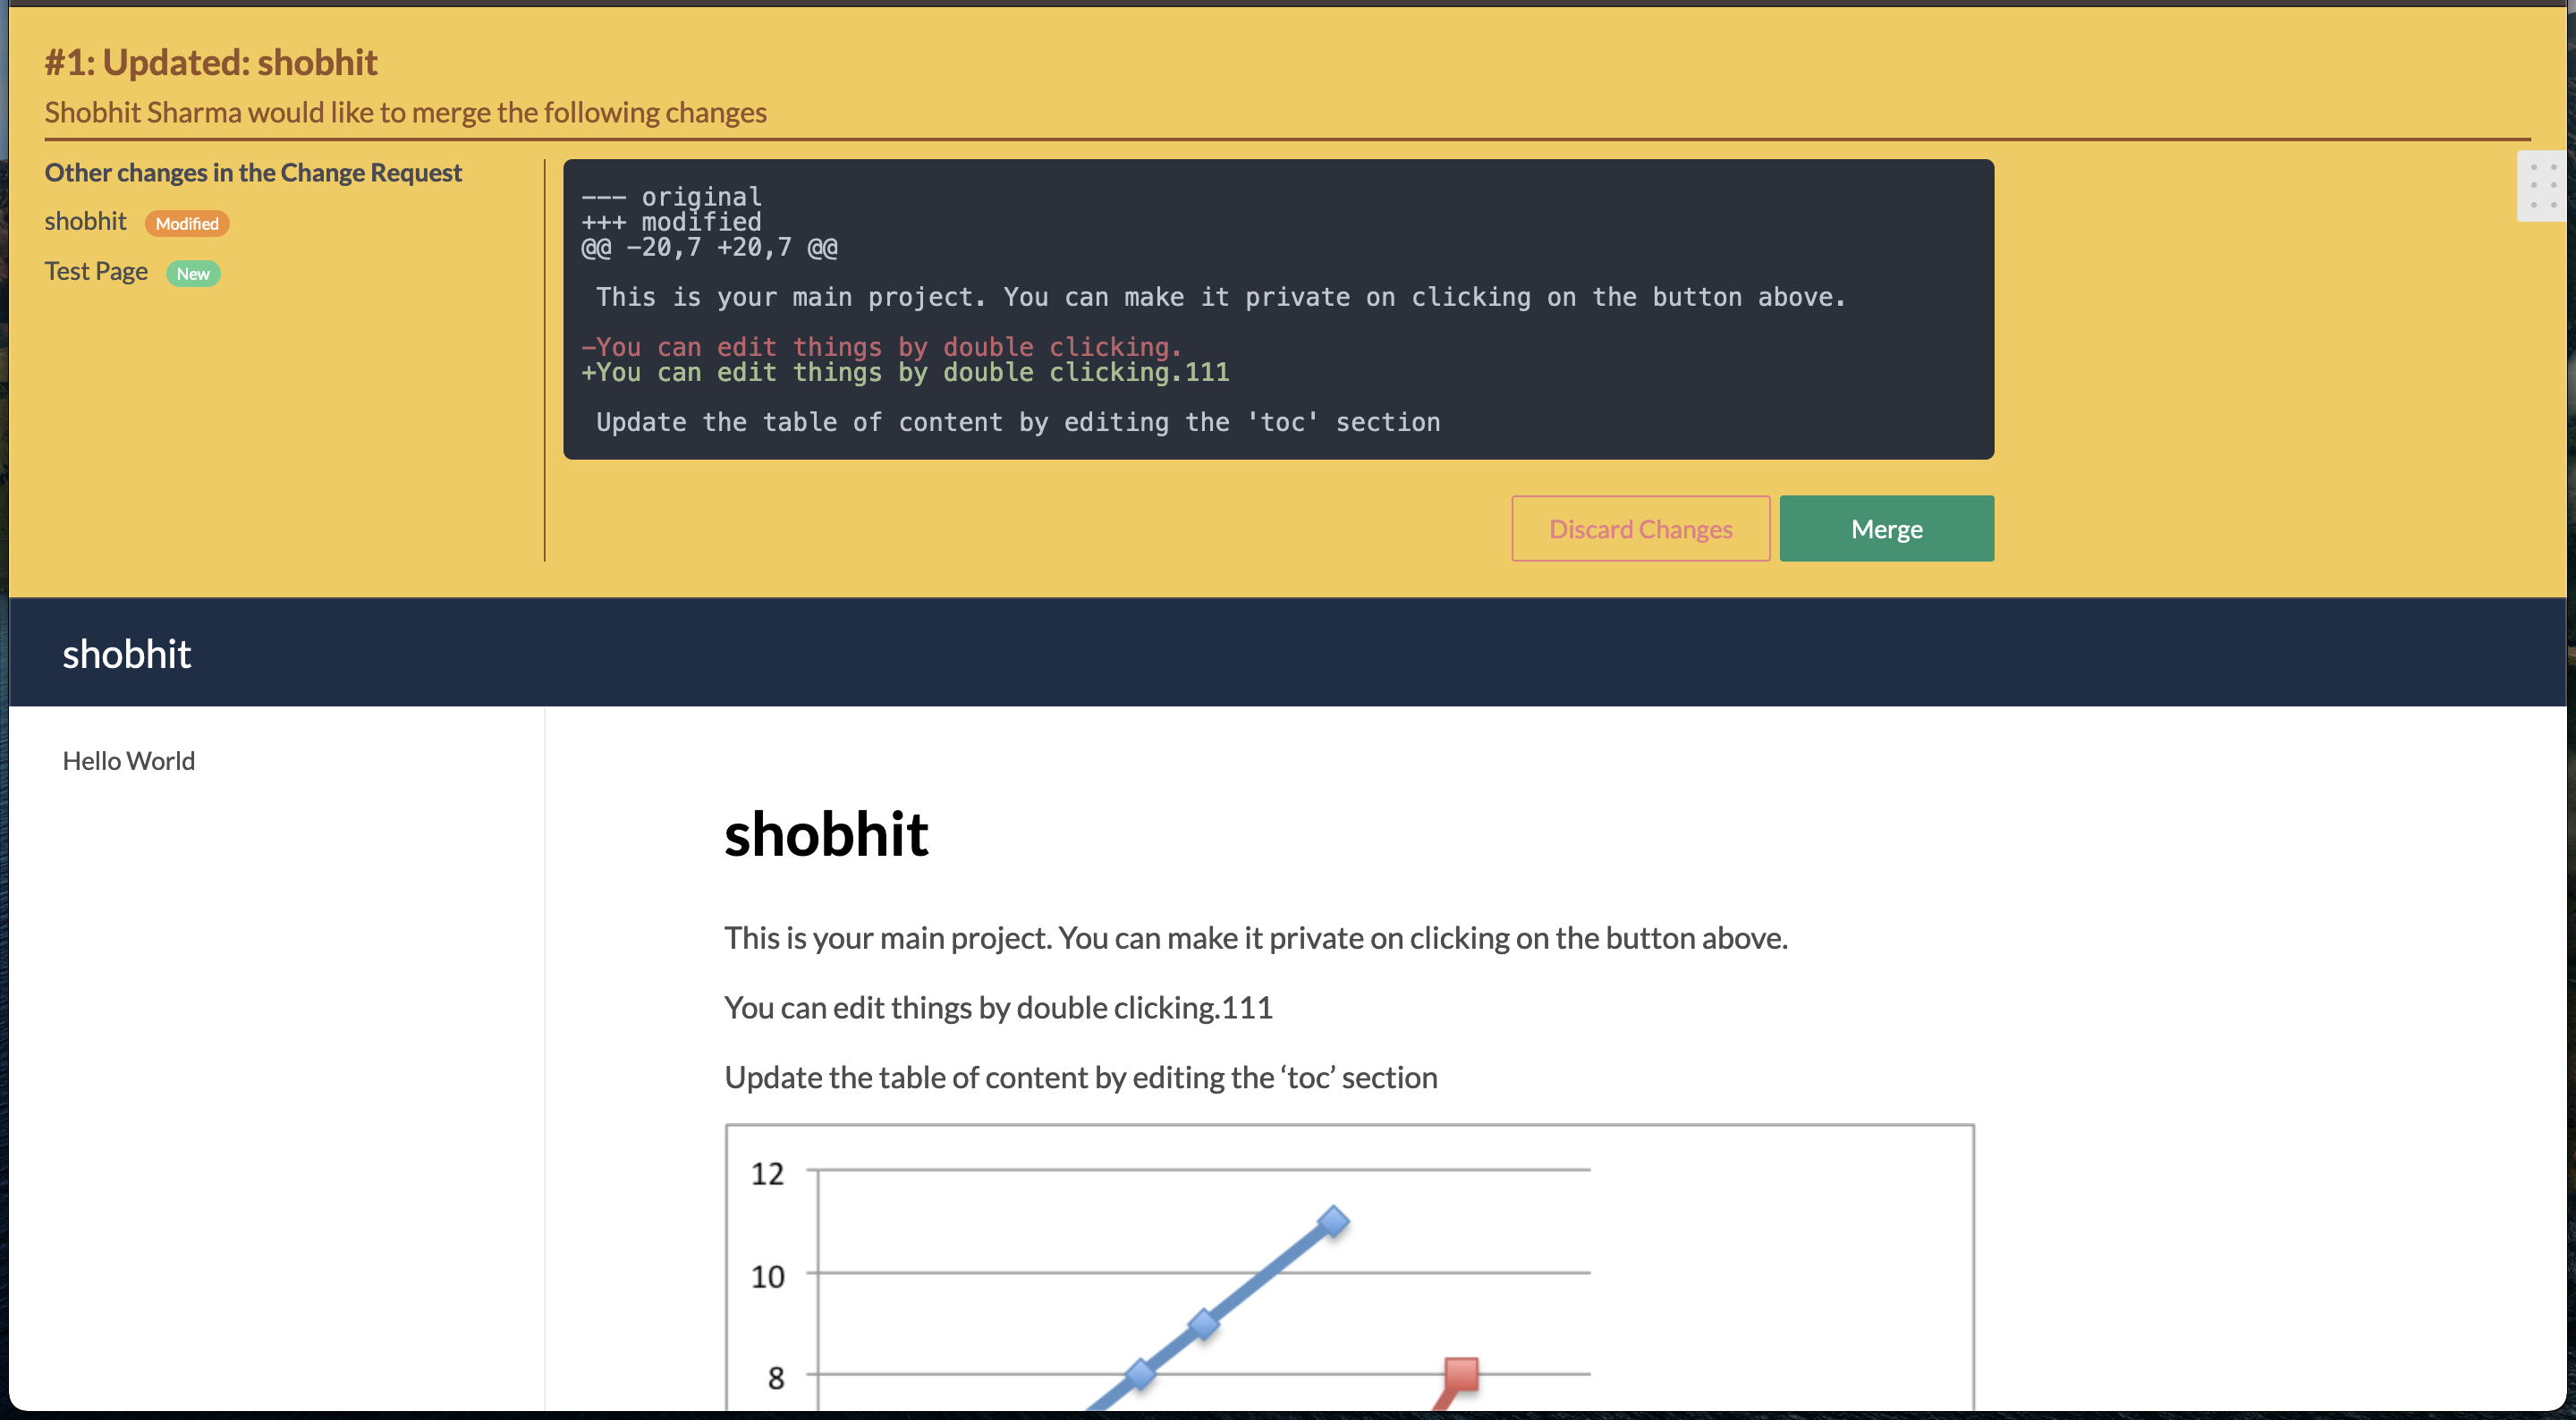 #1: Updated: shobhit
Shobhit Sharma would like to merge the following changes
Other changes in the Change Request
shobhit Modified
Test Page New
--- original
+++ modified
@@ -20,7 +20,7 @@
This is your main project. You can make it private on clicking on the button above.
-You can edit things by double clicking.
+You can edit things by double clicking.111
Update the table of content by editing the 'toc' section
Discard Changes Merge
shobhit
Hello World
shobhit
This is your main project. You can make it private on clicking on the button above.
You can edit things by double clicking.111
Update the table of content by editing the ‘toc’ section
12
10
8